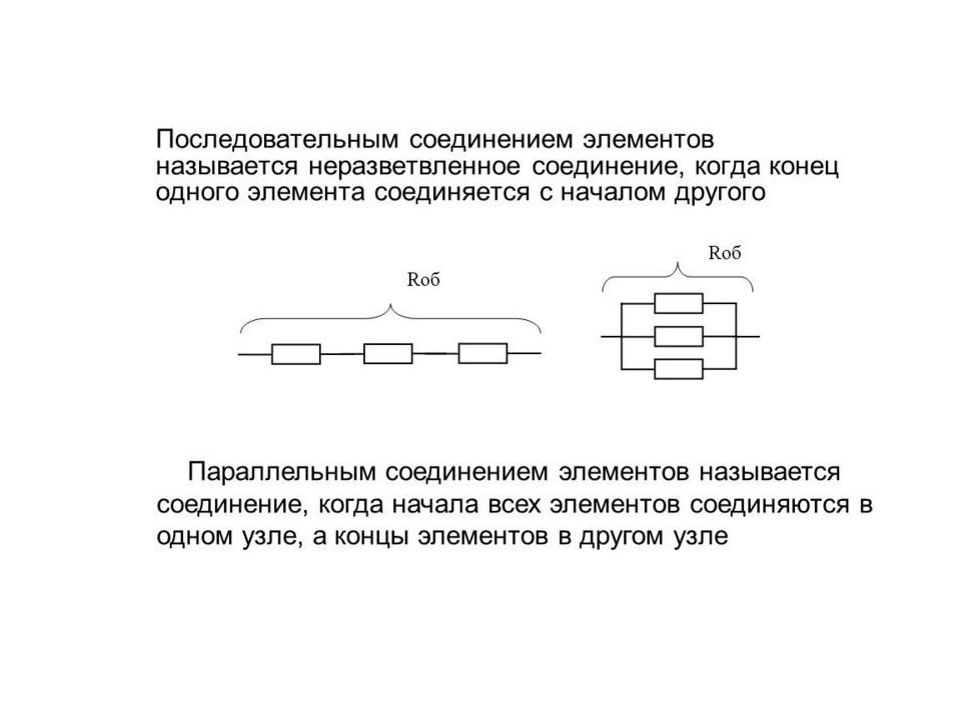 Последовательным соединением элементов
называется неразветвленное соединение, когда конец
одного элемента соединяется с началом другого
Rоб
Rоб
Параллельным соединением элементов называется
соединение, когда начала всех элементов соединяются в
одном узле, а концы элементов в другом узле